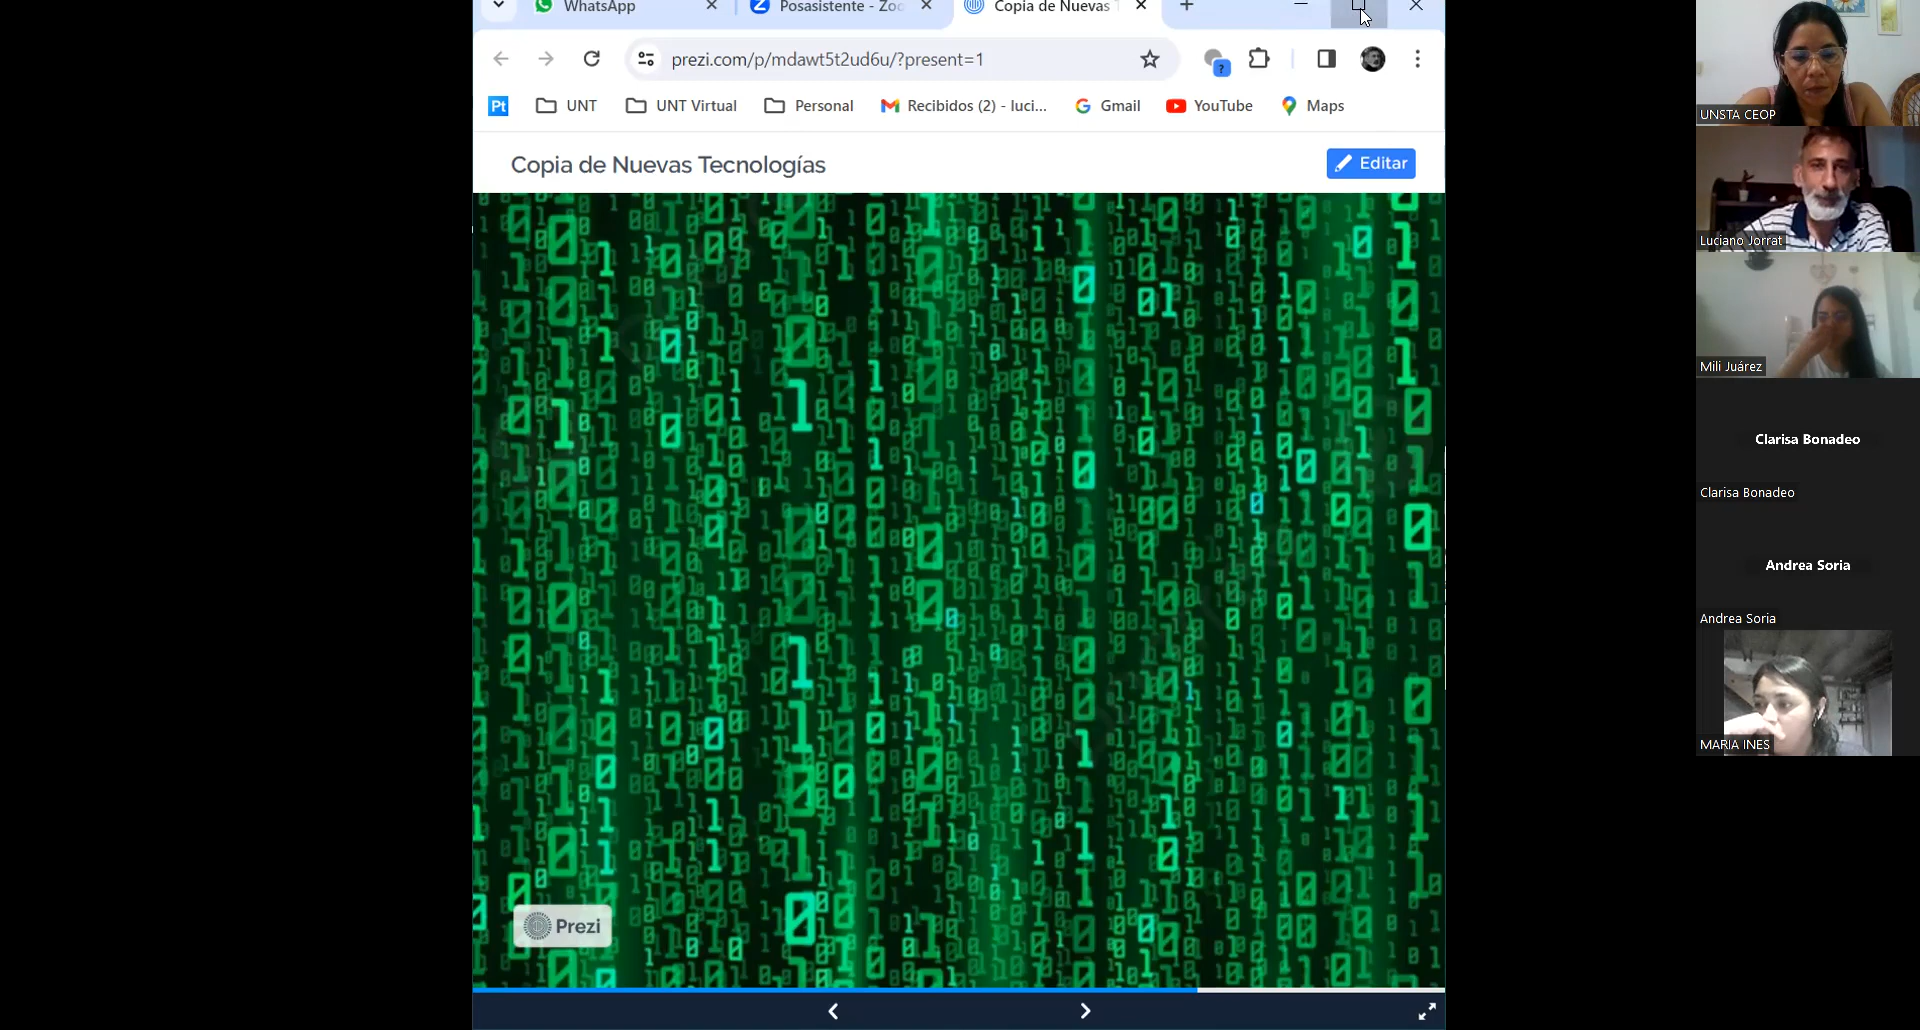 WhatsApp
Posasistente - Zoo
Copia de Nuevas T
prezi.com/p/mdawt5t2ud6u/?present=1
?
Pt
UNT
UNT Virtual
Personal
Recibidos (2) - luci...
Gmail
YouTube
Maps
Copia de Nuevas Tecnologías
Editar
Prezi
UNSTA CEOP
Luciano Jorrat
Mili Juárez
Clarisa Bonadeo
Clarisa Bonadeo
Andrea Soria
Andrea Soria
MARIA INES